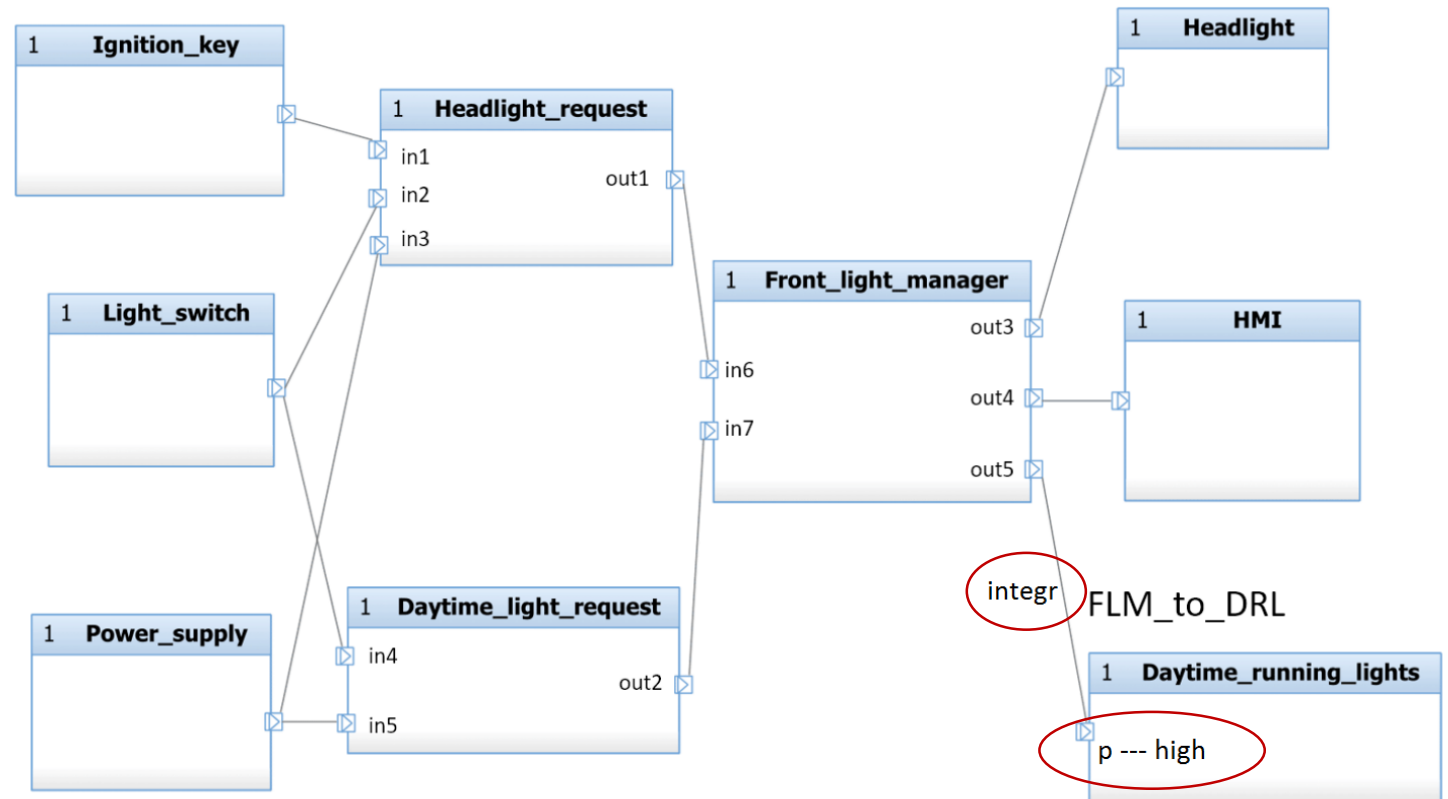 1 Ignition_key
1 Headlight_request
in1
in2
in3
out1
1 Light_switch
1 Power_supply
1 Daytime_light_request
in4
in5
out2
1 Front_light_manager
in6
in7
out3
out4
out5
1 Headlight
1 HMI
integr
FLM_to_DRL
1 Daytime_running_lights
p --- high